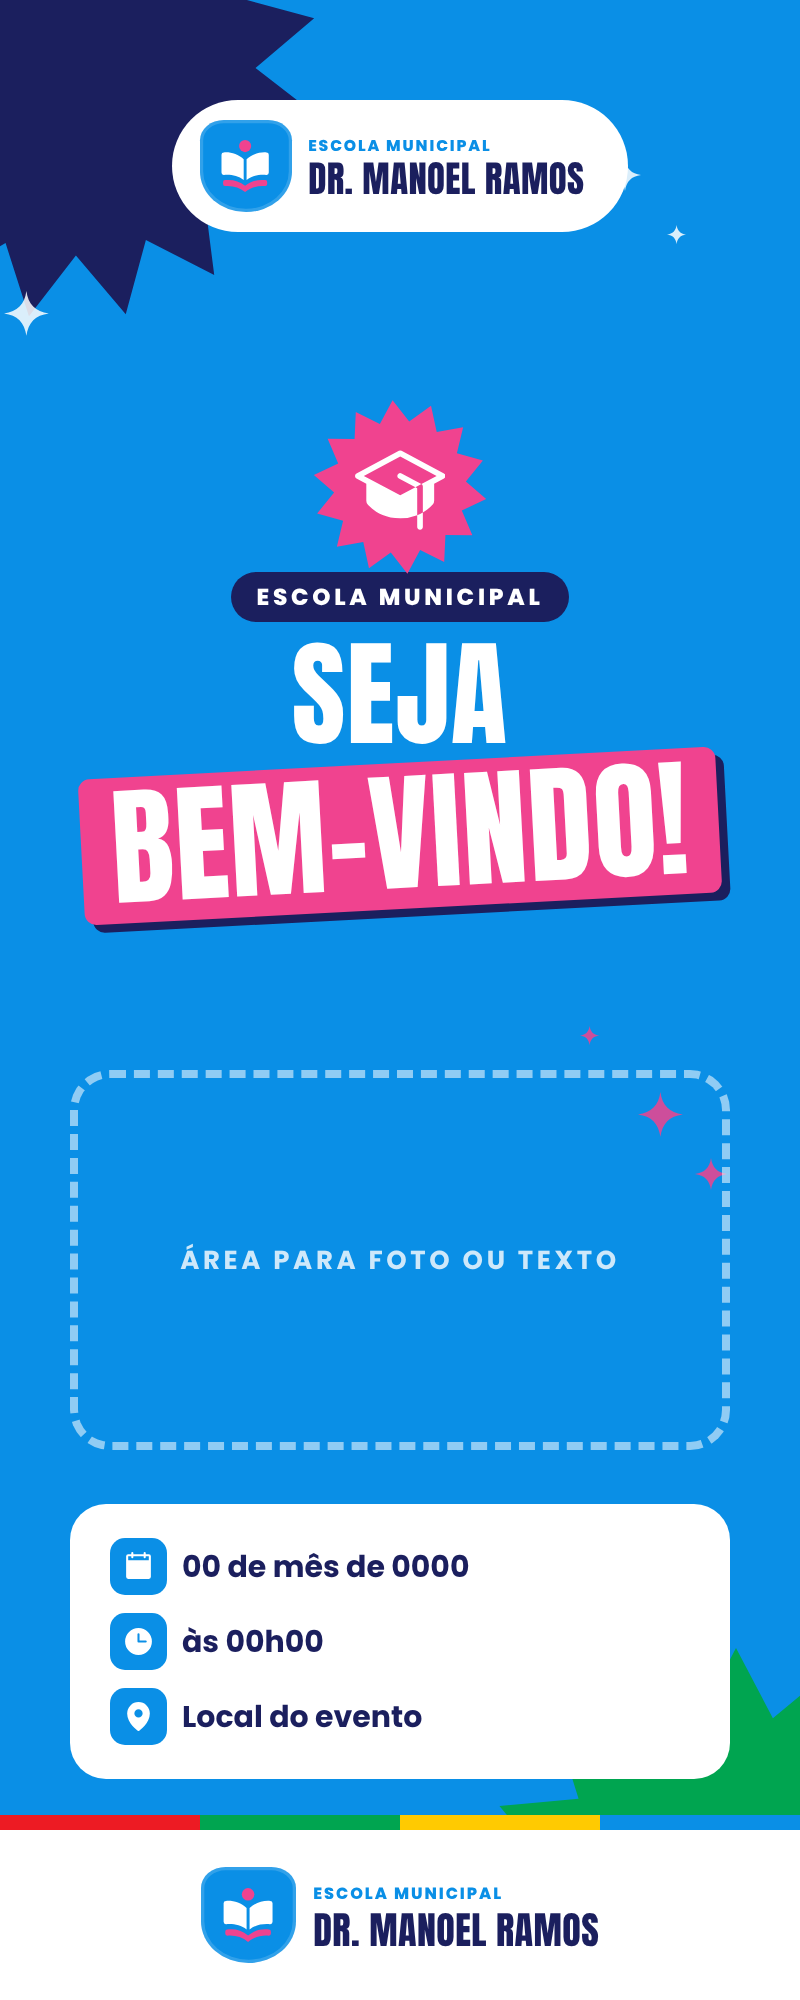 ESCOLA MUNICIPAL
DR. MANOEL RAMOS
ESCOLA MUNICIPAL
SEJA
BEM-VINDO!
ÁREA PARA FOTO OU TEXTO
00 de mês de 0000
às 00h00
Local do evento
ESCOLA MUNICIPAL
DR. MANOEL RAMOS